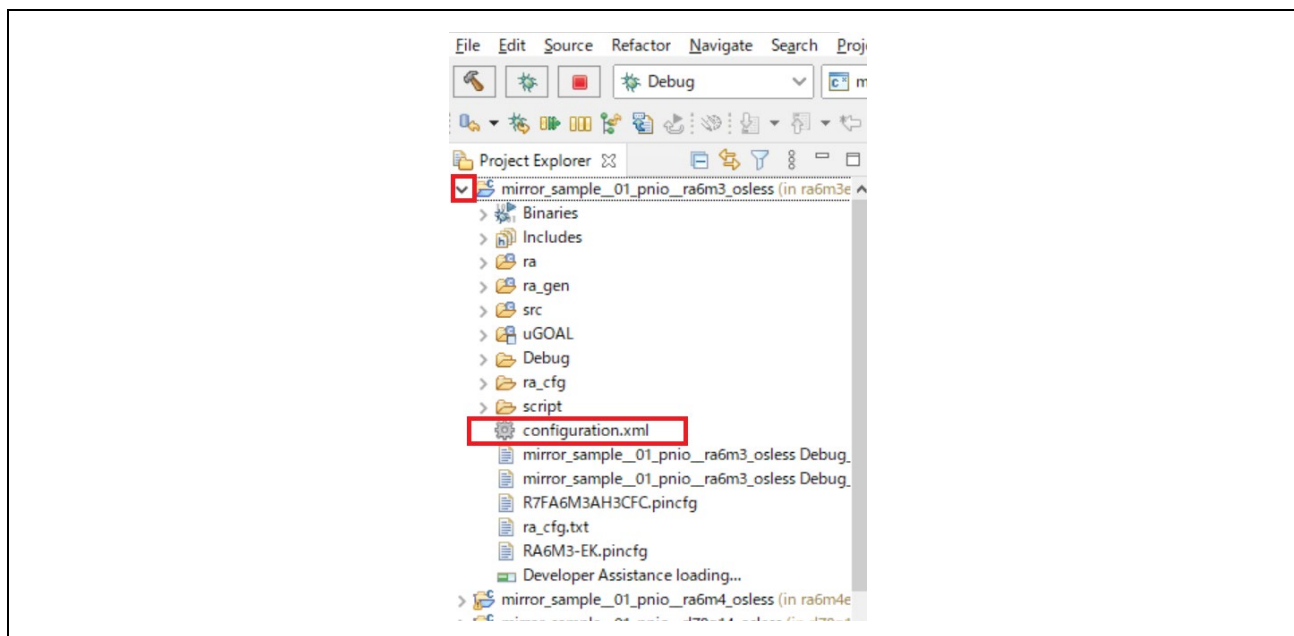 File Edit Source Refactor Navigate Search Proj
Debug
Project Explorer
mirror_sample__01_pnio__ra6m3_osless (in ra6m3e
Binaries
Includes
ra
ra_gen
src
uGOAL
Debug
ra_cfg
script
configuration.xml
mirror_sample__01_pnio__ra6m3_osless Debug_
mirror_sample__01_pnio__ra6m3_osless Debug_
R7FA6M3AH3CFC.pincfg
ra_cfg.txt
RA6M3-EK.pincfg
Developer Assistance loading...
mirror_sample__01_pnio__ra6m4_osless (in ra6m4e